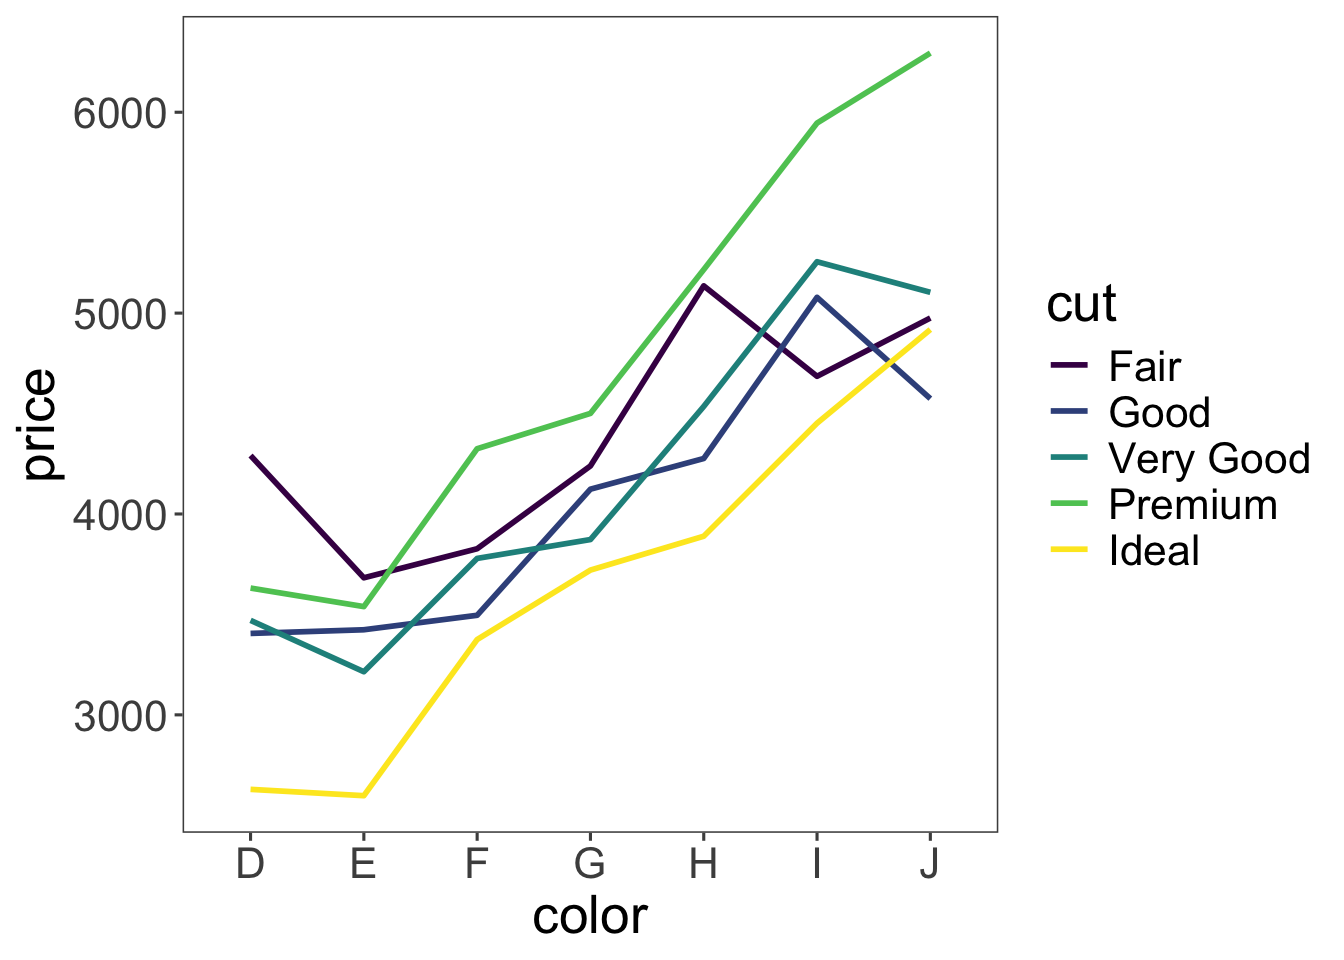 6000
5000
4000
3000
price
D E F G H I J
color
cut
Fair
Good
Very Good
Premium
Ideal